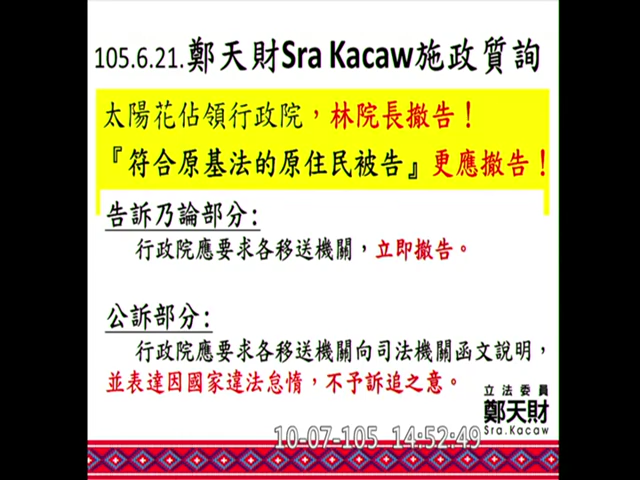 105.6.21.鄭天財Sra Kacaw施政質詢
太陽花佔領行政院，林院長撤告！
『符合原基法的原住民被告』更應撤告！
告訴乃論部分:
行政院應要求各移送機關，立即撤告。
公訴部分:
行政院應要求各移送機關向司法機關函文說明，
並表達因國家違法怠惰，不予訴追之意。
立法委員
鄭天財
Sra.Kacaw
10-07-105 14:52:49